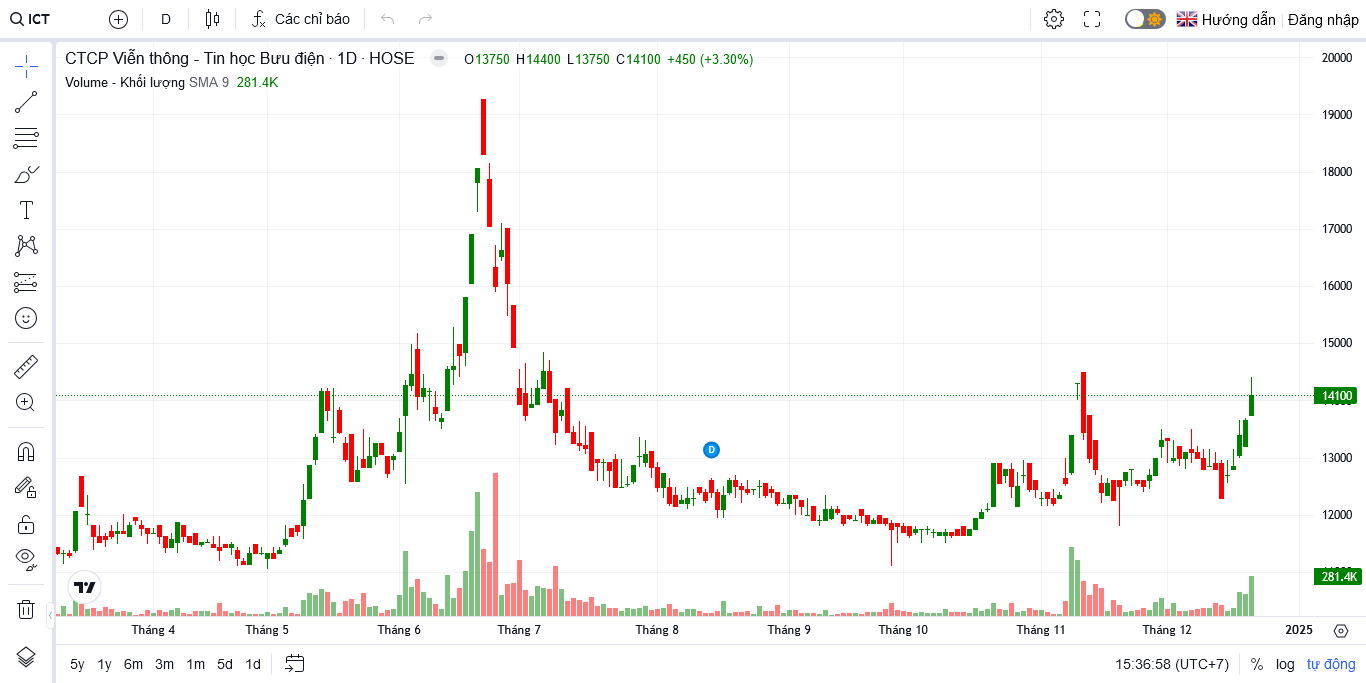 ICT D Các chỉ báo Hướng dẫn Đăng nhập
CTCP Viễn thông - Tin học Bưu điện · 1D · HOSE O13750 H14400 L13750 C14100 +450 (+3.30%)
Volume - Khối lượng SMA 9 281.4K
20000
19000
18000
17000
16000
15000
14100
13000
12000
281.4K
D
Tháng 4 Tháng 5 Tháng 6 Tháng 7 Tháng 8 Tháng 9 Tháng 10 Tháng 11 Tháng 12 2025
5y 1y 6m 3m 1m 5d 1d 15:36:58 (UTC+7) % log tự động